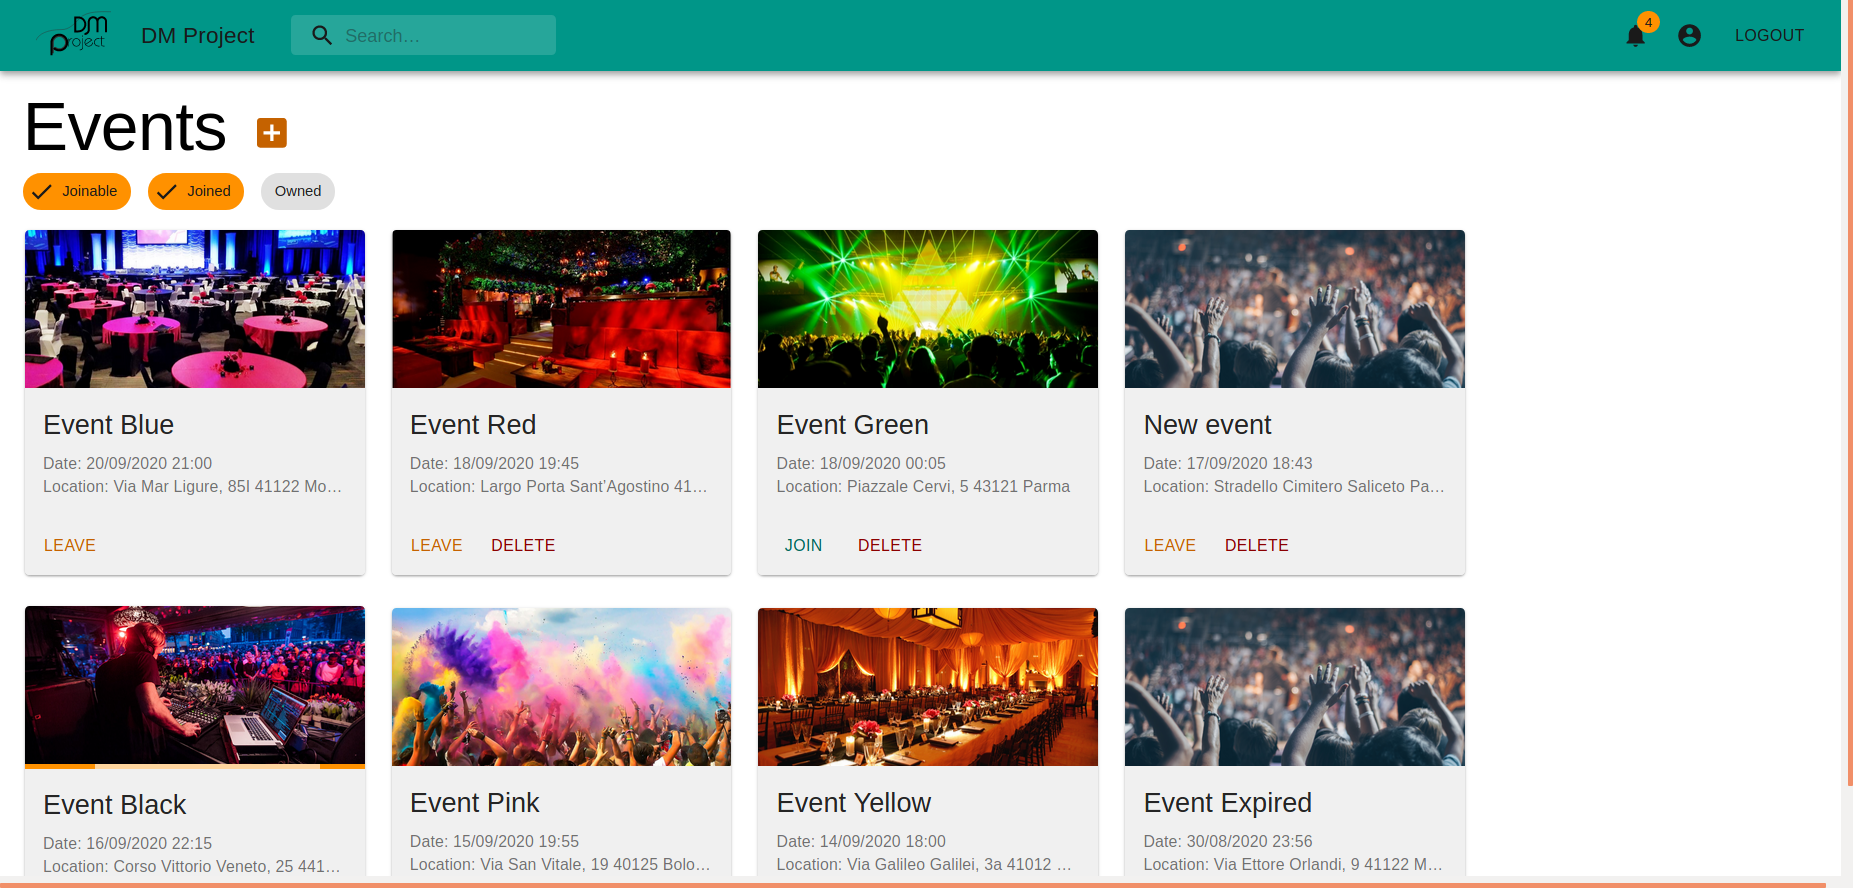 DM
project
DM Project
Search...
4
LOGOUT
Events
Joinable
Joined
Owned
Event Blue
Date: 20/09/2020 21:00
Location: Via Mar Ligure, 85I 41122 Mo...
LEAVE
Event Red
Date: 18/09/2020 19:45
Location: Largo Porta Sant'Agostino 41...
LEAVE DELETE
Event Green
Date: 18/09/2020 00:05
Location: Piazzale Cervi, 5 43121 Parma
JOIN DELETE
New event
Date: 17/09/2020 18:43
Location: Stradello Cimitero Saliceto Pa...
LEAVE DELETE
Event Black
Date: 16/09/2020 22:15
Location: Corso Vittorio Veneto, 25 441...
Event Pink
Date: 15/09/2020 19:55
Location: Via San Vitale, 19 40125 Bolo...
Event Yellow
Date: 14/09/2020 18:00
Location: Via Galileo Galilei, 3a 41012 ...
Event Expired
Date: 30/08/2020 23:56
Location: Via Ettore Orlandi, 9 41122 M...